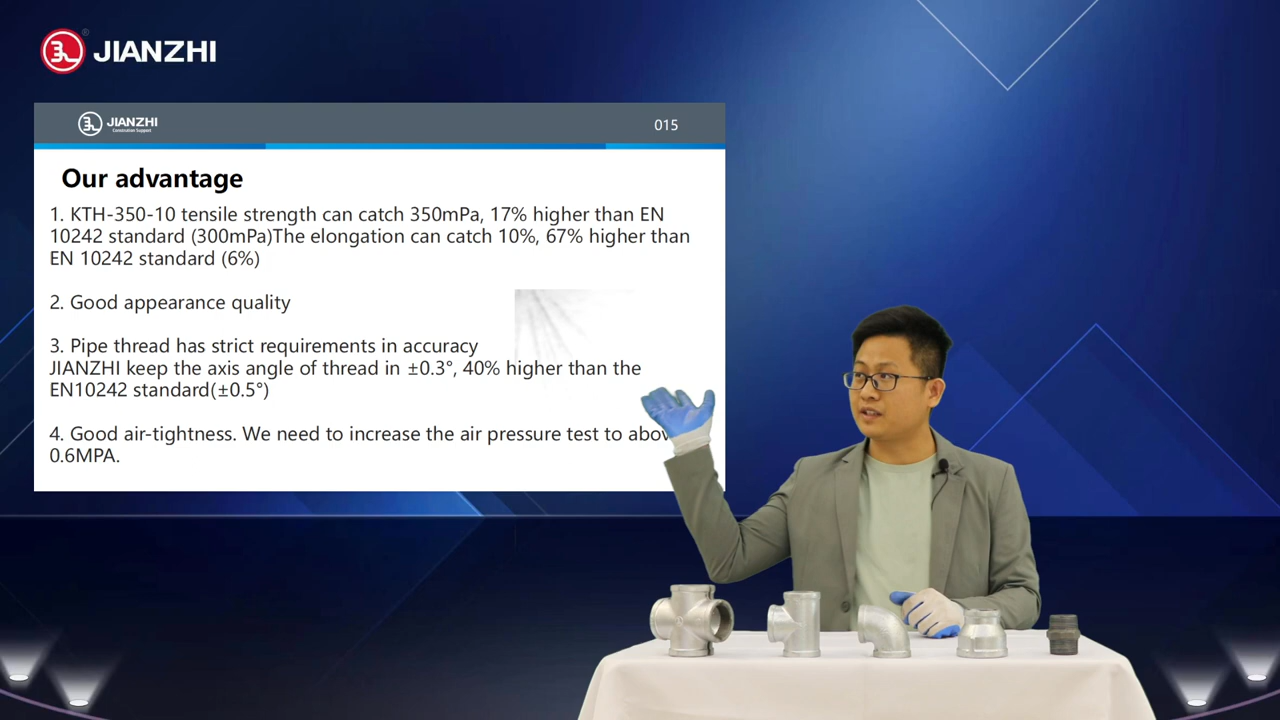 JIANZHI
JIANZHI
Construction Support
015
Our advantage
1. KTH-350-10 tensile strength can catch 350mPa, 17% higher than EN
10242 standard (300mPa)The elongation can catch 10%, 67% higher than
EN 10242 standard (6%)
2. Good appearance quality
3. Pipe thread has strict requirements in accuracy
JIANZHI keep the axis angle of thread in ±0.3°, 40% higher than the
EN10242 standard(±0.5°)
4. Good air-tightness. We need to increase the air pressure test to
0.6MPA.